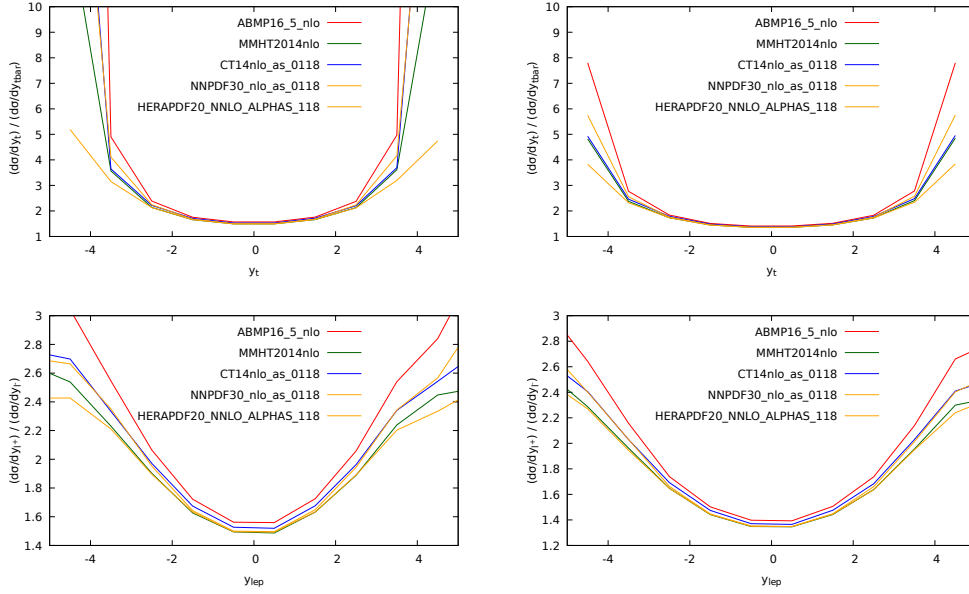 10
9
8
7
6
5
4
3
2
1
-4
-2
0
2
4
(dσ/dyt) / (dσ/dytbar)
yt
ABMP16_5_nlo
MMHT2014nlo
CT14nlo_as_0118
NNPDF30_nlo_as_0118
HERAPDF20_NNLO_ALPHAS_118
10
9
8
7
6
5
4
3
2
1
-4
-2
0
2
4
(dσ/dyt) / (dσ/dytbar)
yt
ABMP16_5_nlo
MMHT2014nlo
CT14nlo_as_0118
NNPDF30_nlo_as_0118
HERAPDF20_NNLO_ALPHAS_118
3
2.8
2.6
2.4
2.2
2
1.8
1.6
1.4
-4
-2
0
2
4
(dσ/dyl+) / (dσ/dyl-)
ylep
ABMP16_5_nlo
MMHT2014nlo
CT14nlo_as_0118
NNPDF30_nlo_as_0118
HERAPDF20_NNLO_ALPHAS_118
3
2.8
2.6
2.4
2.2
2
1.8
1.6
1.4
1.2
-4
-2
0
2
4
(dσ/dyl+) / (dσ/dyl-)
ylep
ABMP16_5_nlo
MMHT2014nlo
CT14nlo_as_0118
NNPDF30_nlo_as_0118
HERAPDF20_NNLO_ALPHAS_118